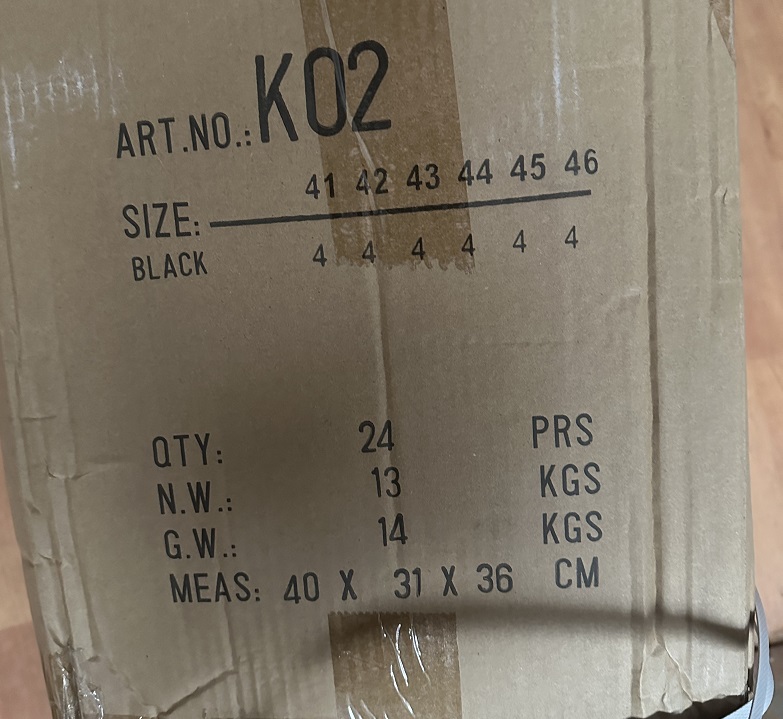 ART.NO.: K02
41 42 43 44 45 46
SIZE:
BLACK 4 4 4 4 4 4
QTY: 24 PRS
N.W.: 13 KGS
G.W.: 14 KGS
MEAS: 40 X 31 X 36 CM